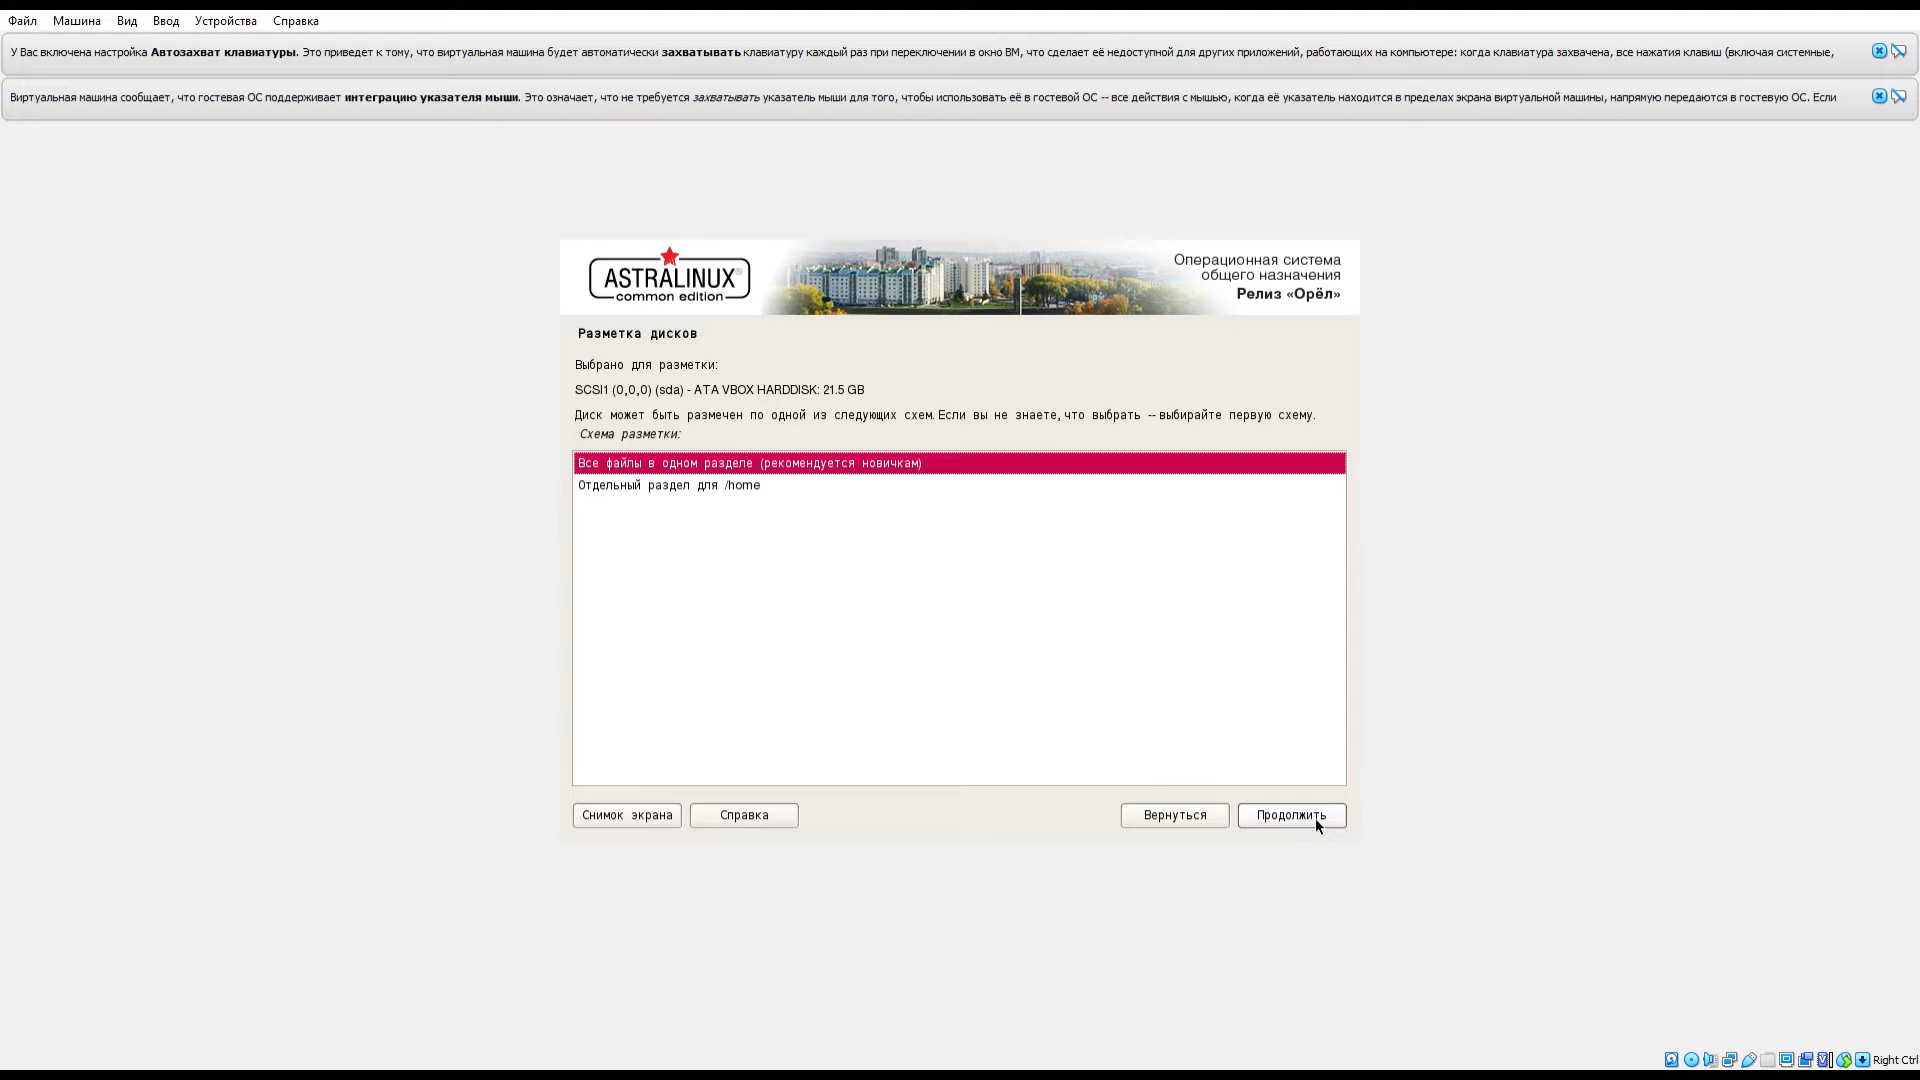 Файл Машина Вид Ввод Устройства Справка
У Вас включена настройка Автозахват клавиатуры. Это приведет к тому, что виртуальная машина будет автоматически захватывать клавиатуру каждый раз при переключении в окно ВМ, что сделает её недоступной для других приложений, работающих на компьютере: когда клавиатура захвачена, все нажатия клавиш (включая системные,
Виртуальная машина сообщает, что гостевая ОС поддерживает интеграцию указателя мыши. Это означает, что не требуется захватывать указатель мыши для того, чтобы использовать её в гостевой ОС -- все действия с мышью, когда её указатель находится в пределах экрана виртуальной машины, напрямую передаются в гостевую ОС. Если
ASTRALINUX®
common edition
Операционная система
общего назначения
Релиз «Орёл»
Разметка дисков
Выбрано для разметки:
SCSI1 (0,0,0) (sda) - ATA VBOX HARDDISK: 21.5 GB
Диск может быть размечен по одной из следующих схем. Если вы не знаете, что выбрать -- выбирайте первую схему.
Схема разметки:
Все файлы в одном разделе (рекомендуется новичкам)
Отдельный раздел для /home
Снимок экрана Справка Вернуться Продолжить
Right Ctrl